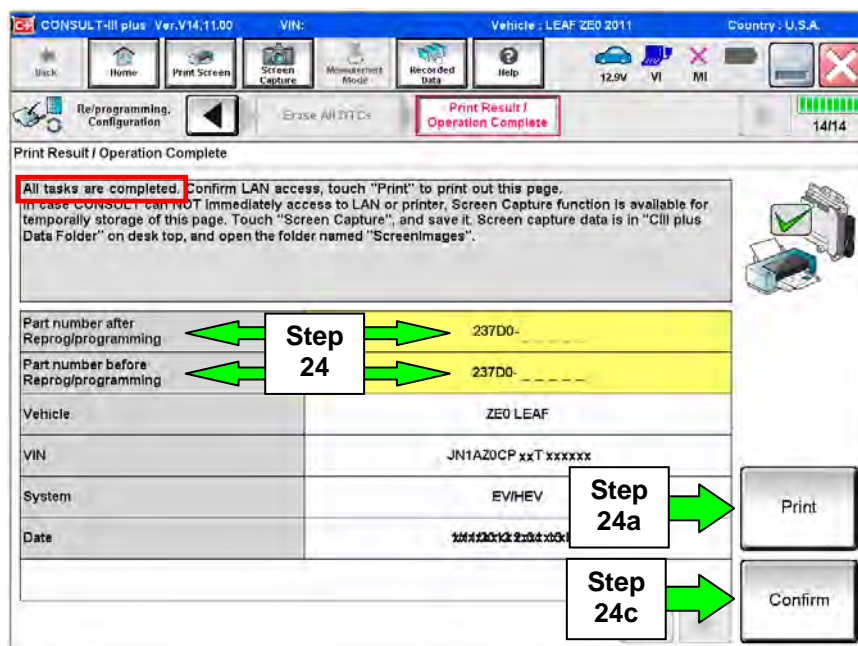 CONSULT-III plus Ver.V14.11.00 VIN: Vehicle : LEAF ZE0 2011 Country : U.S.A.
Back Home Print Screen Screen Capture Measurement Mode Recorded Data Help 12.9V VI MI
Re/programming, Configuration Erase All DTCs Print Result / Operation Complete 14/14
Print Result / Operation Complete
All tasks are completed. Confirm LAN access, touch "Print" to print out this page.
In case CONSULT can NOT immediately access to LAN or printer, Screen Capture function is available for
temporally storage of this page. Touch "Screen Capture", and save it. Screen capture data is in "CIII plus
Data Folder" on desk top, and open the folder named "ScreenImages".
Part number after
Reprog/programming
237D0-_ _ _ _ _
Part number before
Reprog/programming
237D0-_ _ _ _ _
Step
24
Vehicle ZE0 LEAF
VIN JN1AZ0CP xx T xxxxxx
System EV/HEV
Date
Step
24a
Print
Step
24c
Confirm